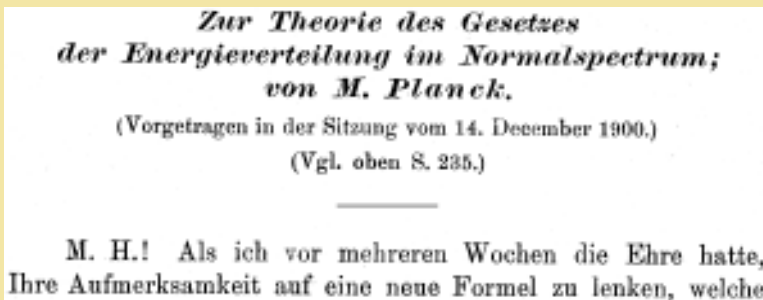 Zur Theorie des Gesetzes
der Energieverteilung im Normalspectrum;
von M. Planck.
(Vorgetragen in der Sitzung vom 14. December 1900.)
(Vgl. oben S. 235.)
M. H.! Als ich vor mehreren Wochen die Ehre hatte,
Ihre Aufmerksamkeit auf eine neue Formel zu lenken, welche